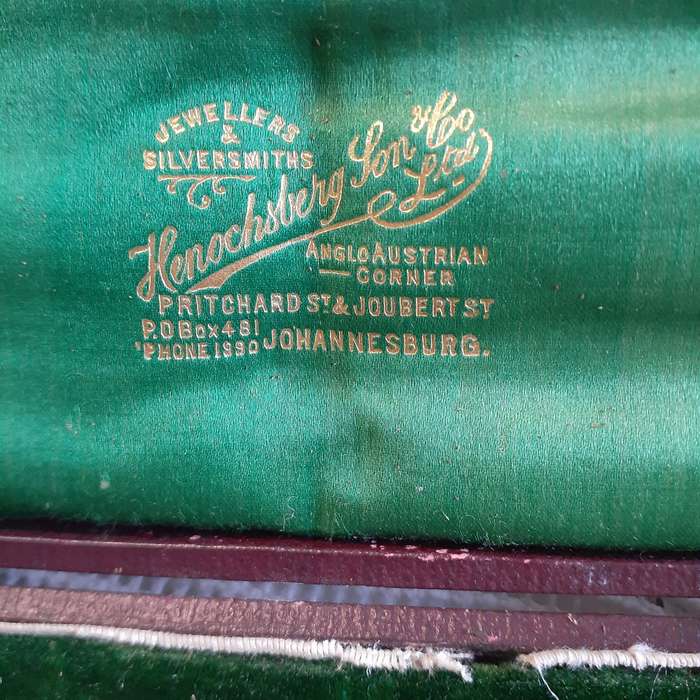 JEWELLERS
&
SILVERSMITHS
Henochsberg Son & Co
Ltd
ANGLO AUSTRIAN
CORNER
PRITCHARD ST & JOUBERT ST
P.O Box 481
'PHONE 1990 JOHANNESBURG.